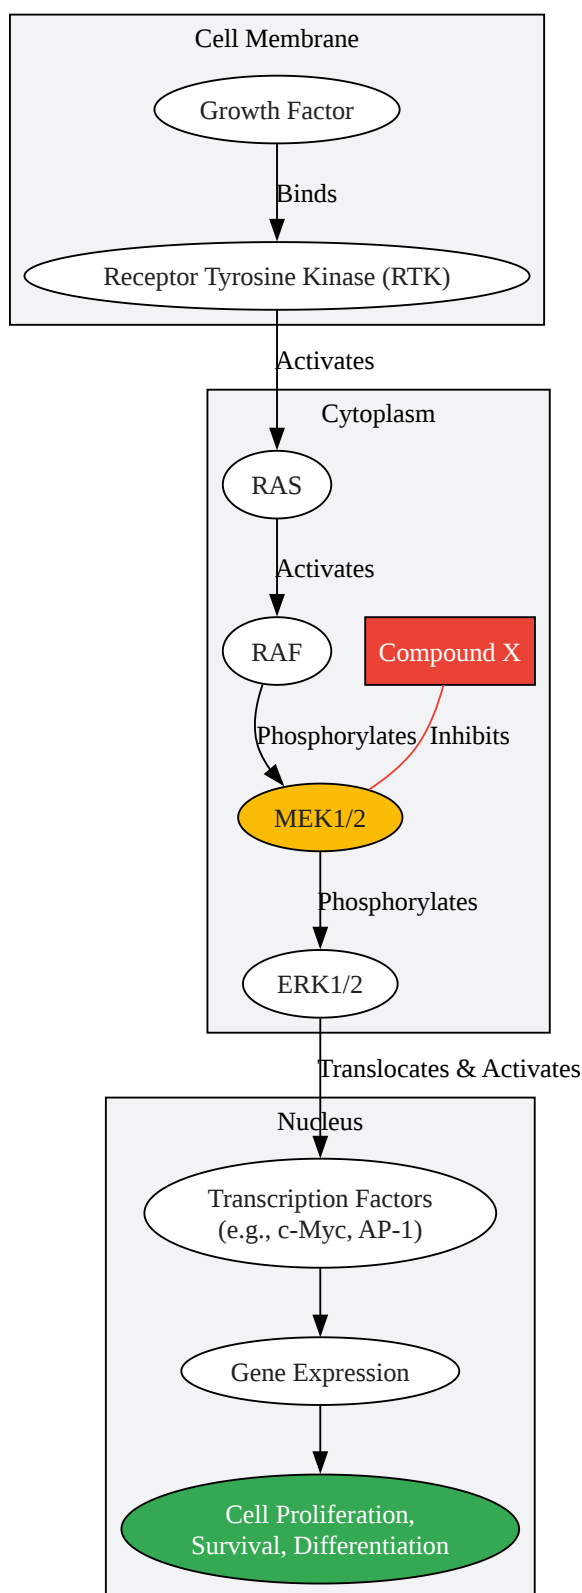 Cell Membrane
Growth Factor
Binds
Receptor Tyrosine Kinase (RTK)
Activates
Cytoplasm
RAS
Activates
RAF
Compound X
Phosphorylates
Inhibits
MEK1/2
Phosphorylates
ERK1/2
Translocates & Activates
Nucleus
Transcription Factors
(e.g., c-Myc, AP-1)
Gene Expression
Cell Proliferation,
Survival, Differentiation